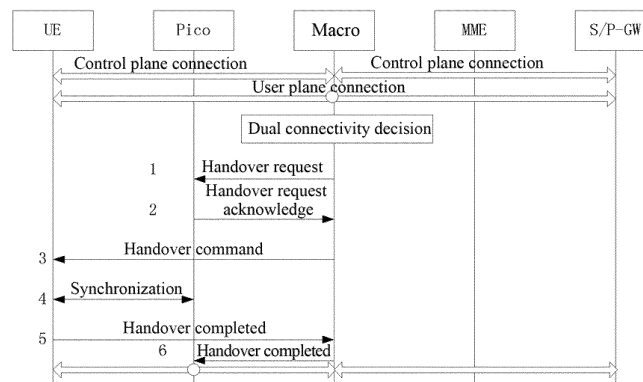 UE Pico Macro MME S/P-GW
Control plane connection Control plane connection
User plane connection
Dual connectivity decision
1 Handover request
2 Handover request
acknowledge
3 Handover command
4 Synchronization
5 Handover completed
6 Handover completed